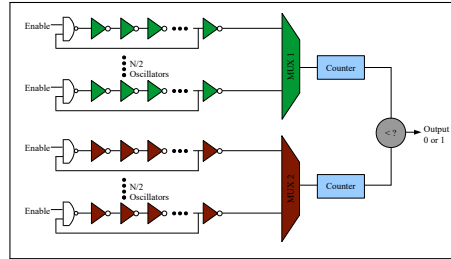 Enable
N/2
Oscillators
Enable
MUX 1
Counter
< ?
Output
0 or 1
Enable
N/2
Oscillators
Enable
MUX 2
Counter